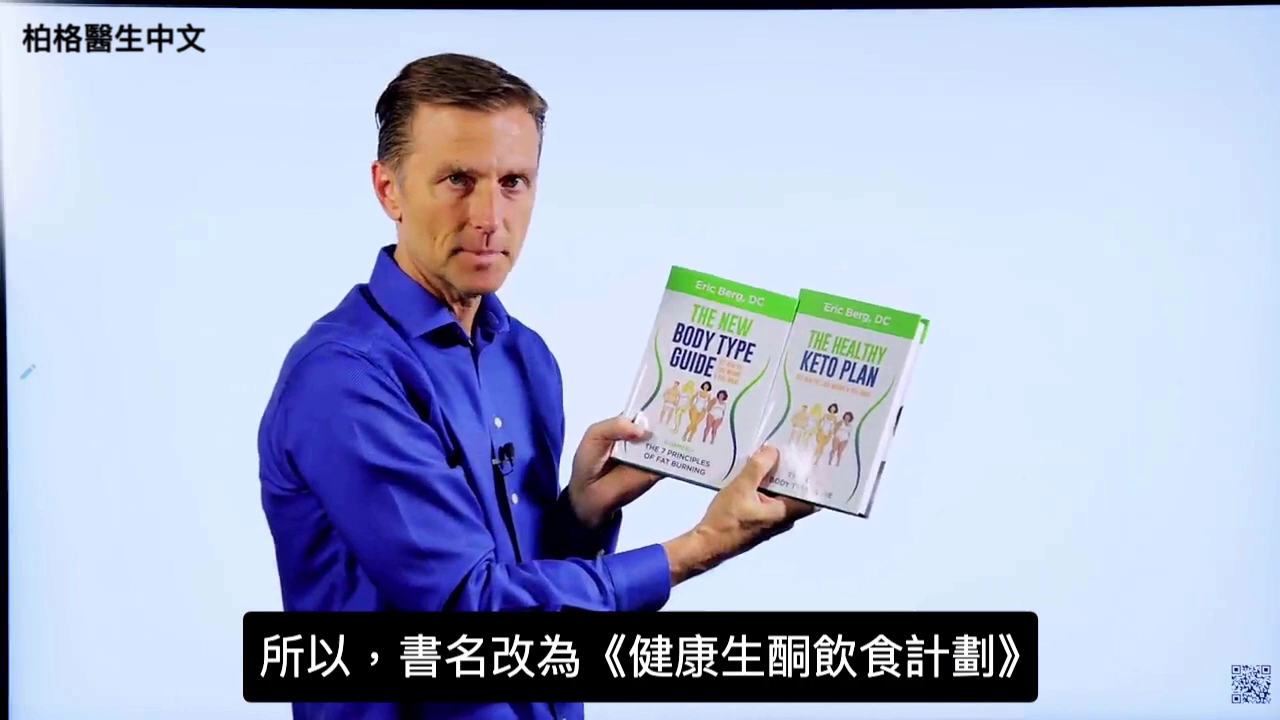 柏格醫生中文
Eric Berg, DC
THE NEW
BODY TYPE
GUIDE
THE 7 PRINCIPLES
OF FAT BURNING
Eric Berg, DC
THE HEALTHY
KETO PLAN
所以，書名改為《健康生酮飲食計劃》